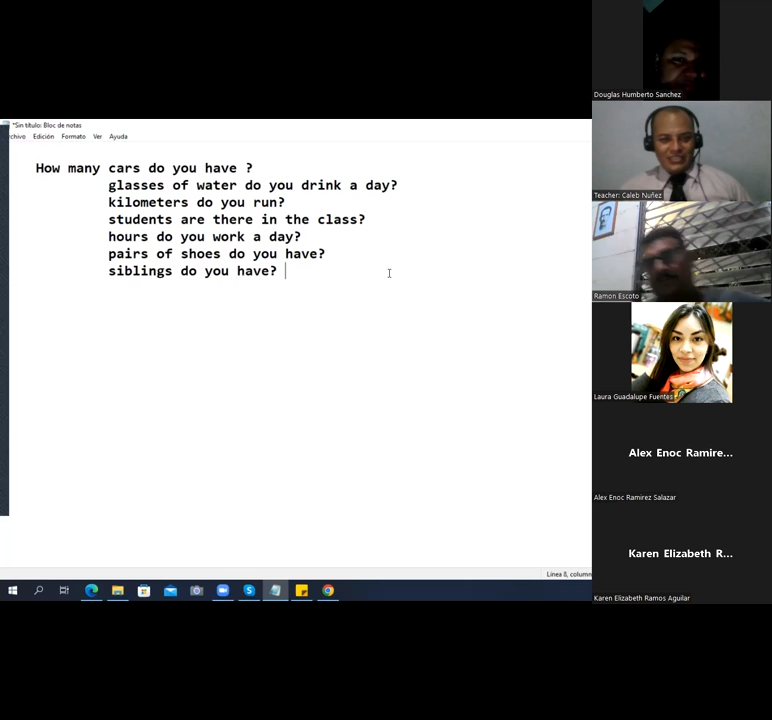 *Sin título: Bloc de notas
rchivo Edición Formato Ver Ayuda
How many cars do you have ?
glasses of water do you drink a day?
kilometers do you run?
students are there in the class?
hours do you work a day?
pairs of shoes do you have?
siblings do you have?
Línea 8, column
Douglas Humberto Sanchez
Teacher: Caleb Nuñez
Ramon Escoto
Laura Guadalupe Fuentes
Alex Enoc Ramire...
Alex Enoc Ramirez Salazar
Karen Elizabeth R...
Karen Elizabeth Ramos Aguilar